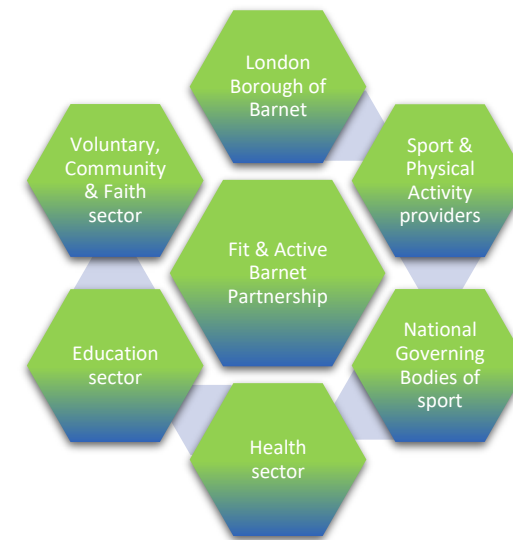 London
Borough of
Barnet
Voluntary,
Community
& Faith
sector
Sport &
Physical
Activity
providers
Fit & Active
Barnet
Partnership
Education
sector
National
Governing
Bodies of
sport
Health
sector